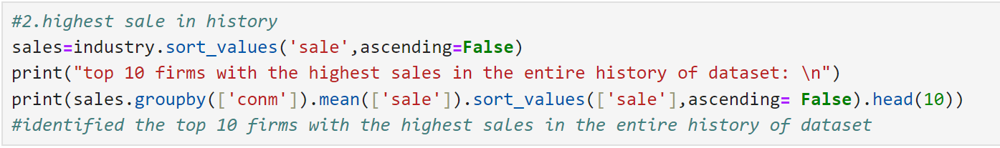 #2.highest sale in history
sales=industry.sort_values('sale',ascending=False)
print("top 10 firms with the highest sales in the entire history of dataset: \n")
print(sales.groupby(['conm']).mean(['sale']).sort_values(['sale'],ascending= False).head(10))
#identified the top 10 firms with the highest sales in the entire history of dataset